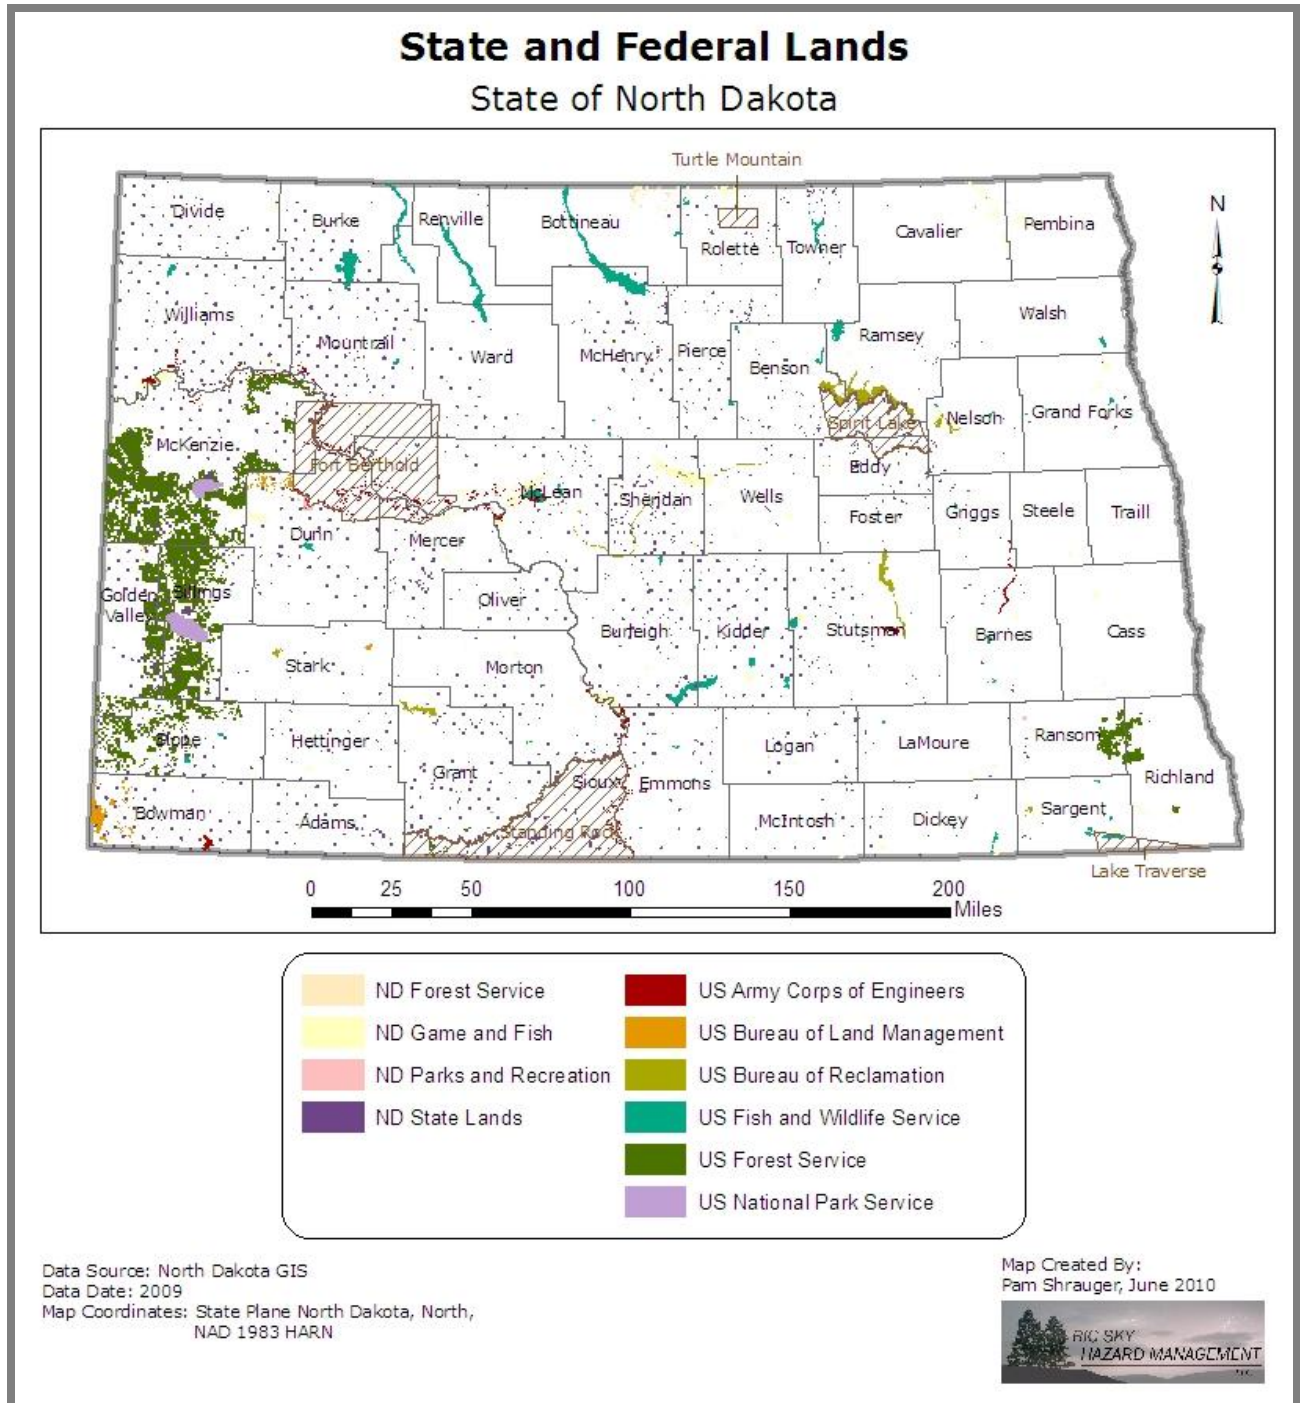 State and Federal Lands
State of North Dakota
Turtle Mountain
N
Divide
Burke
Renville
Bottineau
Rolette
Towner
Cavalier
Pembina
Williams
Mountrail
Ward
McHenry
Pierce
Benson
Ramsey
Walsh
McKenzie
Fort Berthold
Spirit Lake
Nelson
Grand Forks
Eddy
McLean
Sheridan
Wells
Foster
Griggs
Steele
Traill
Dunn
Mercer
Golden
Valley
Billings
Oliver
Burleigh
Kidder
Stutsman
Barnes
Cass
Stark
Morton
Slope
Hettinger
Grant
Sioux
Emmons
Logan
LaMoure
Ransom
Richland
Bowman
Adams
Standing Rock
McIntosh
Dickey
Sargent
Lake Traverse
0 25 50 100 150 200
Miles
ND Forest Service
ND Game and Fish
ND Parks and Recreation
ND State Lands
US Army Corps of Engineers
US Bureau of Land Management
US Bureau of Reclamation
US Fish and Wildlife Service
US Forest Service
US National Park Service
Data Source: North Dakota GIS
Data Date: 2009
Map Coordinates: State Plane North Dakota, North,
NAD 1983 HARN
Map Created By:
Pam Shrauger, June 2010
BIG SKY
HAZARD MANAGEMENT